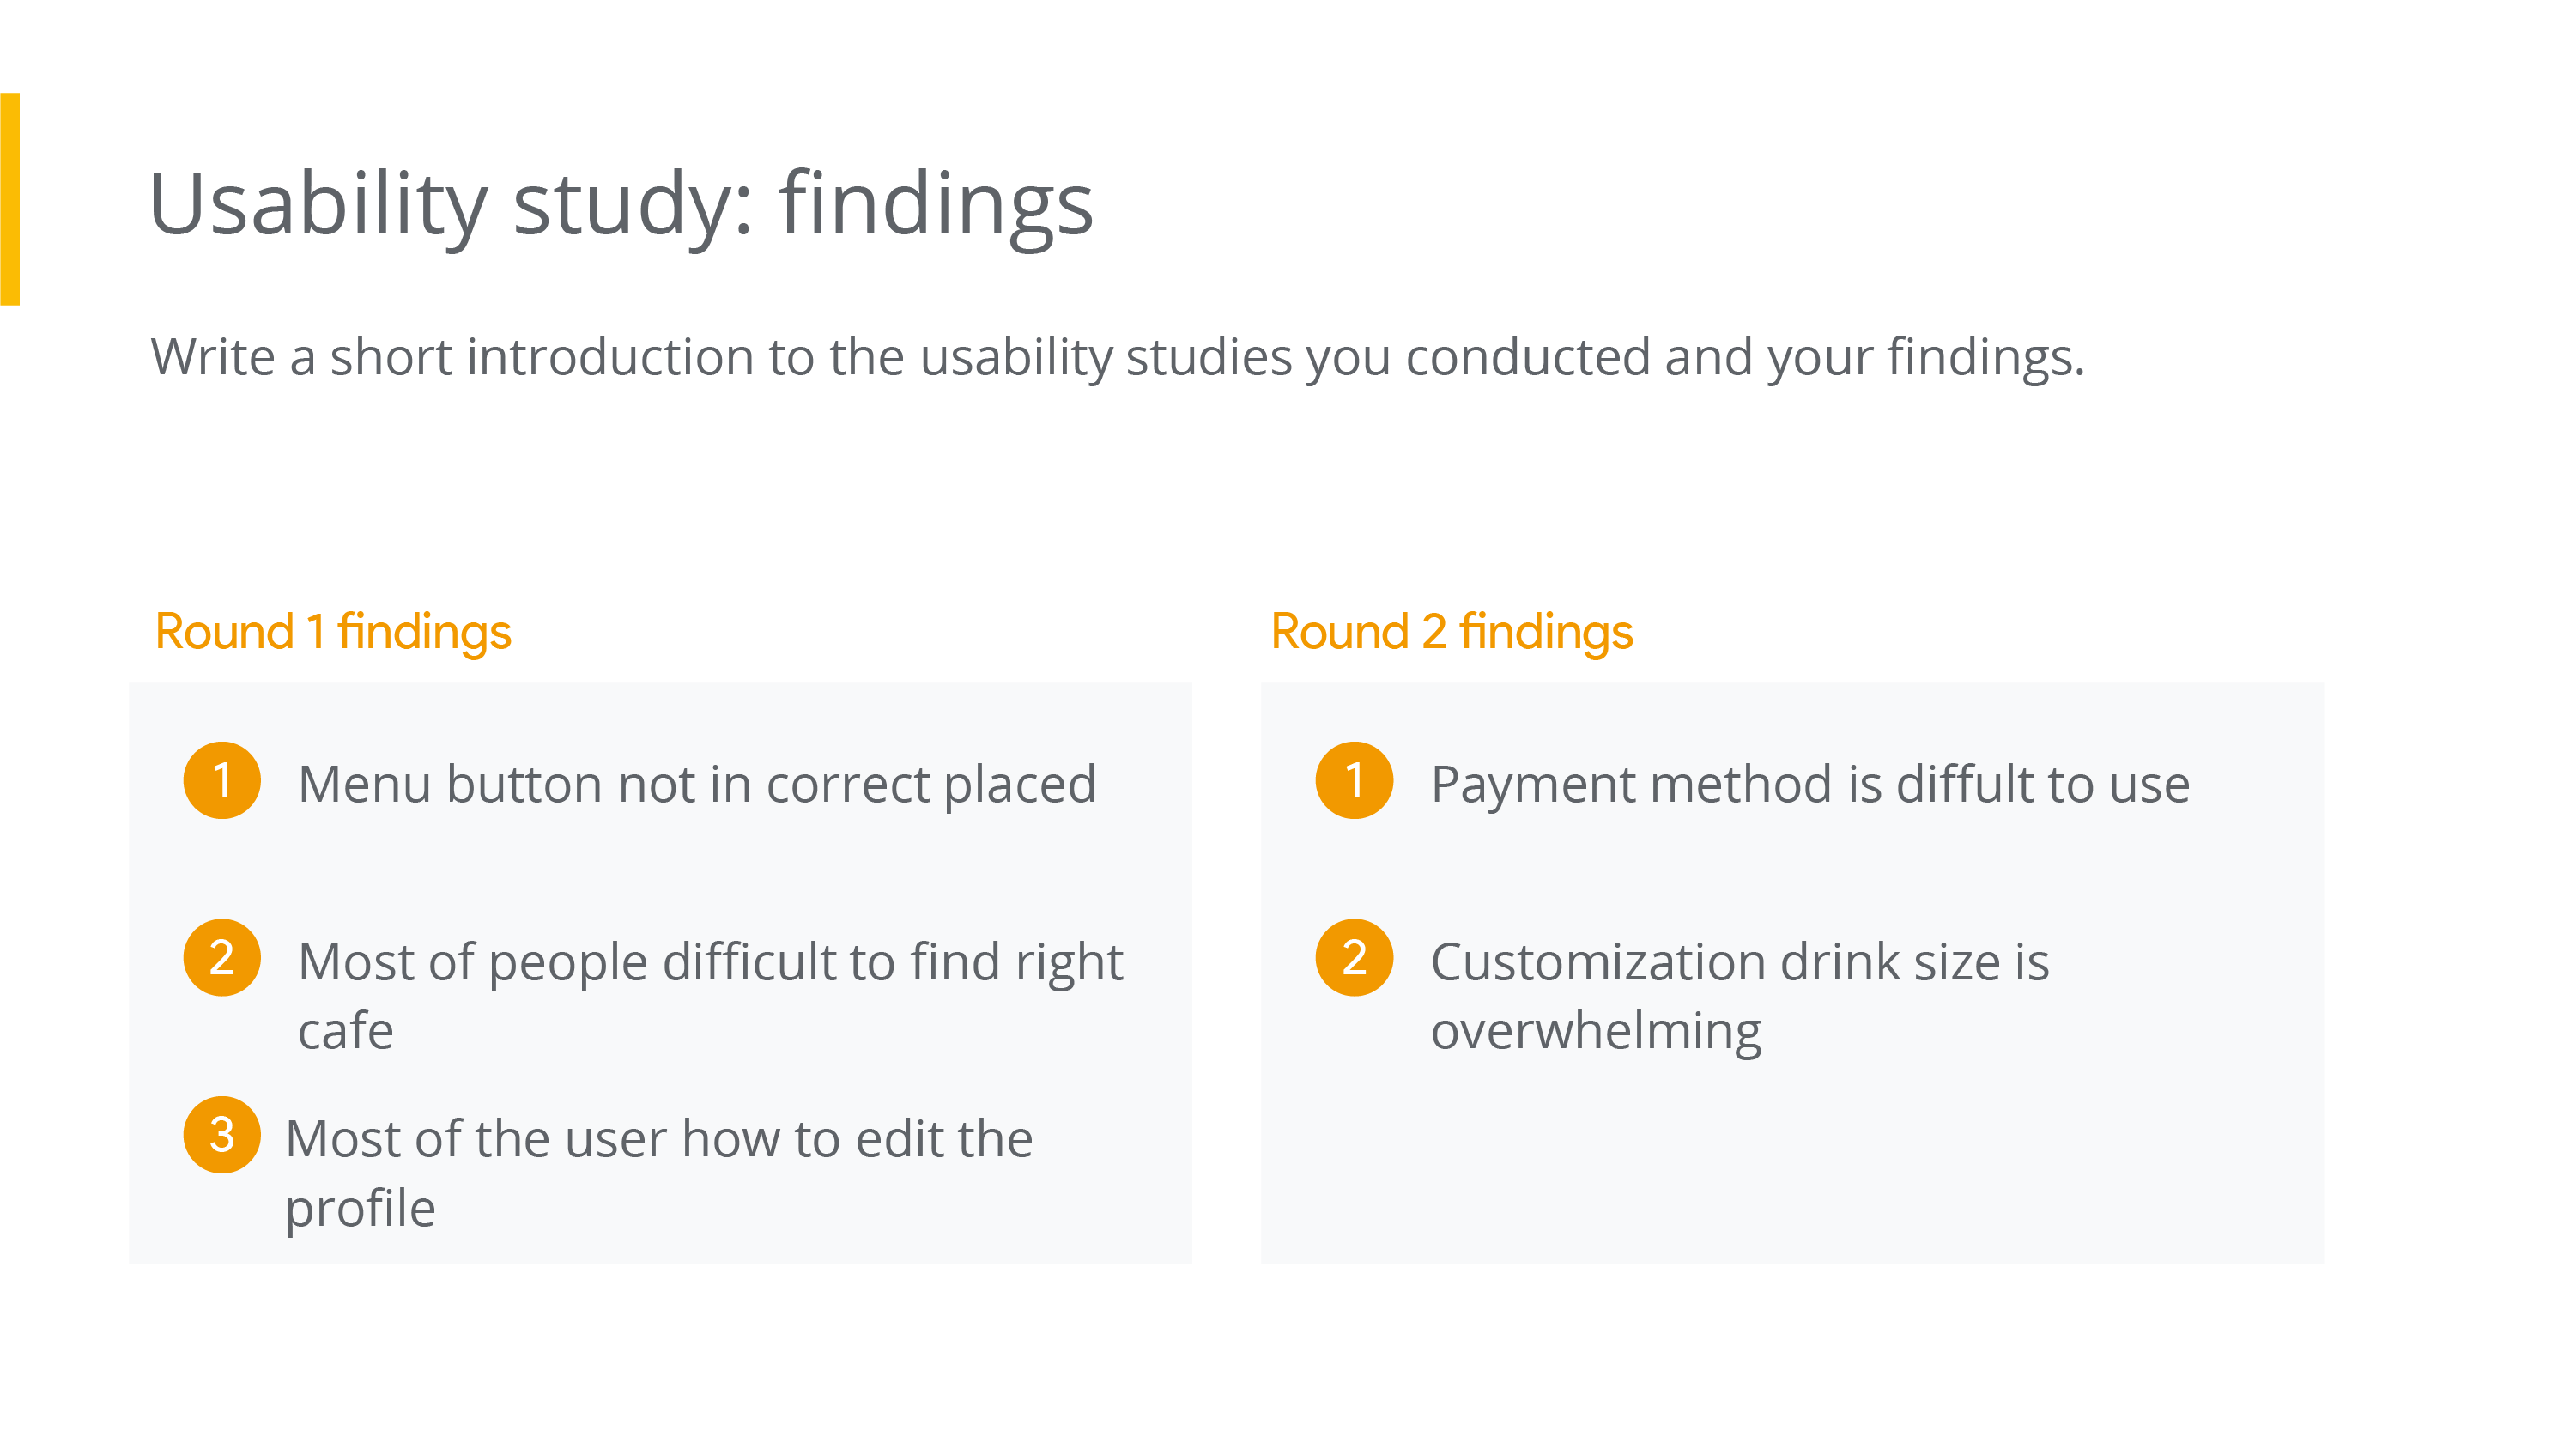 Usability study: findings
Write a short introduction to the usability studies you conducted and your findings.
Round 1 findings
1 Menu button not in correct placed
2 Most of people difficult to find right
cafe
3 Most of the user how to edit the
profile
Round 2 findings
1 Payment method is diffult to use
2 Customization drink size is
overwhelming